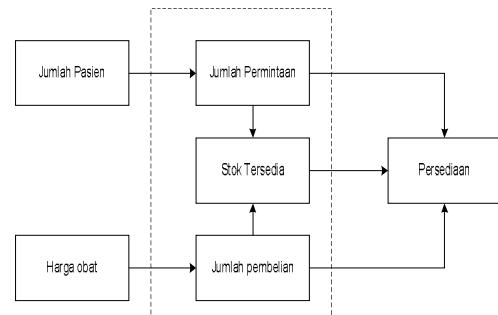 Jumlah Pasien
Jumlah Permintaan
Stok Tersedia
Persediaan
Harga obat
Jumlah pembelian